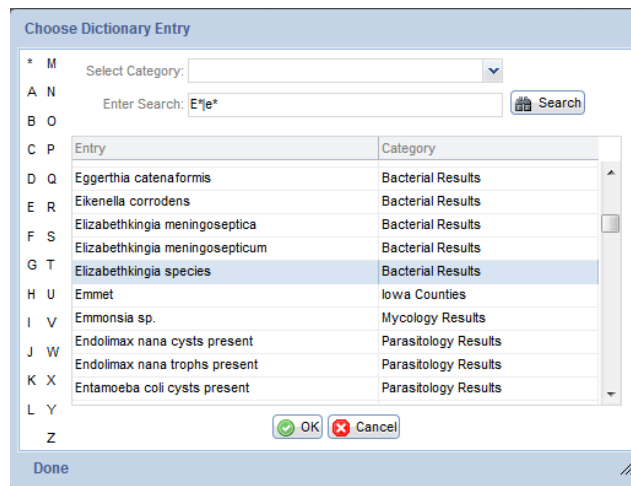 Choose Dictionary Entry
* M
Select Category:
A N
Enter Search: E*|e* Search
B O
C P
Entry Category
D Q
Eggerthia catenaformis Bacterial Results
E R
Eikenella corrodens Bacterial Results
Elizabethkingia meningoseptica Bacterial Results
F S
Elizabethkingia meningosepticum Bacterial Results
G T
Elizabethkingia species Bacterial Results
H U
Emmet Iowa Counties
I V
Emmonsia sp. Mycology Results
Endolimax nana cysts present Parasitology Results
J W
Endolimax nana trophs present Parasitology Results
K X
Entamoeba coli cysts present Parasitology Results
L Y
OK Cancel
Z
Done